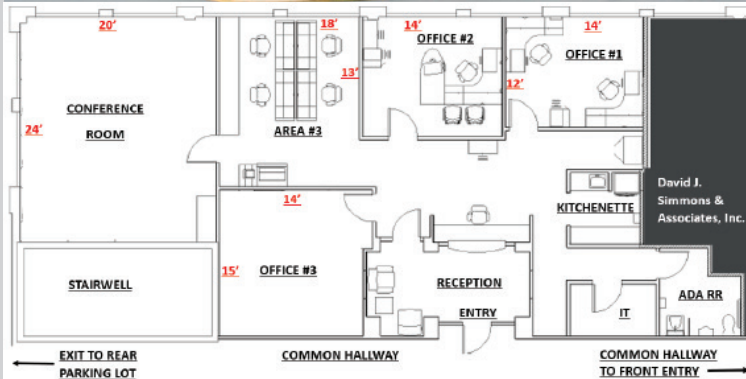 20'
18'
14'
OFFICE #2
14'
OFFICE #1
13'
12'
CONFERENCE
ROOM
24'
AREA #3
David J.
Simmons &
Associates, Inc.
14'
KITCHENETTE
15'
OFFICE #3
STAIRWELL
RECEPTION
ENTRY
ADA RR
IT
EXIT TO REAR
PARKING LOT
COMMON HALLWAY
COMMON HALLWAY
TO FRONT ENTRY